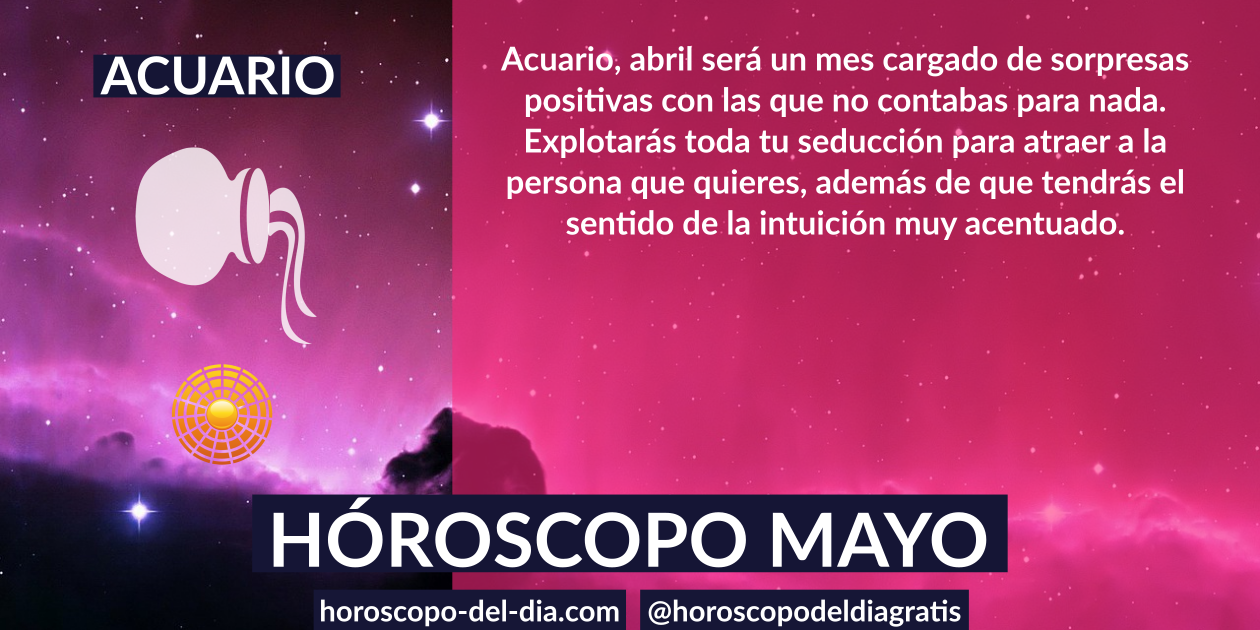 ACUARIO
Acuario, abril será un mes cargado de sorpresas
positivas con las que no contabas para nada.
Explotarás toda tu seducción para atraer a la
persona que quieres, además de que tendrás el
sentido de la intuición muy acentuado.
HÓROSCOPO MAYO
horoscopo-del-dia.com
@horoscopodeldiagratis